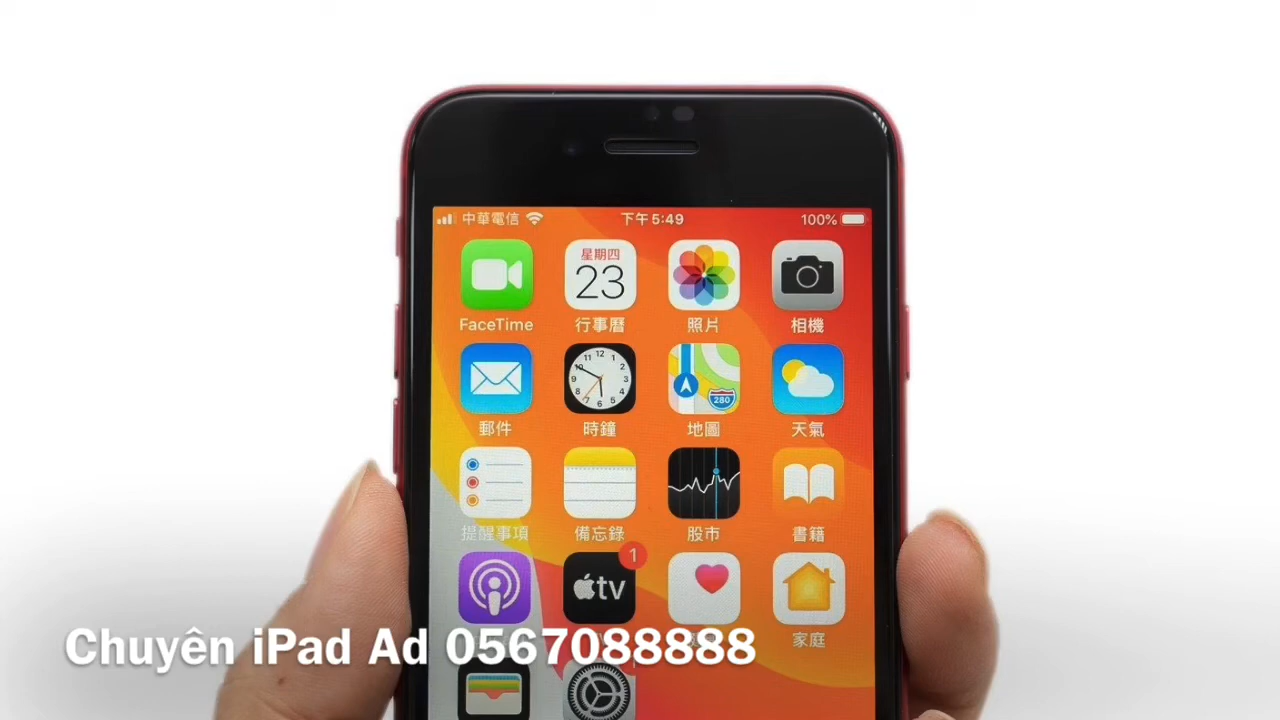 中華電信 下午5:49 100%
星期四
23
FaceTime 行事曆 照片 相機
12
280
郵件 時鐘 地圖 天氣
提醒事項 備忘錄 股市 書籍
1
tv
家庭
Chuyên iPad Ad 0567088888